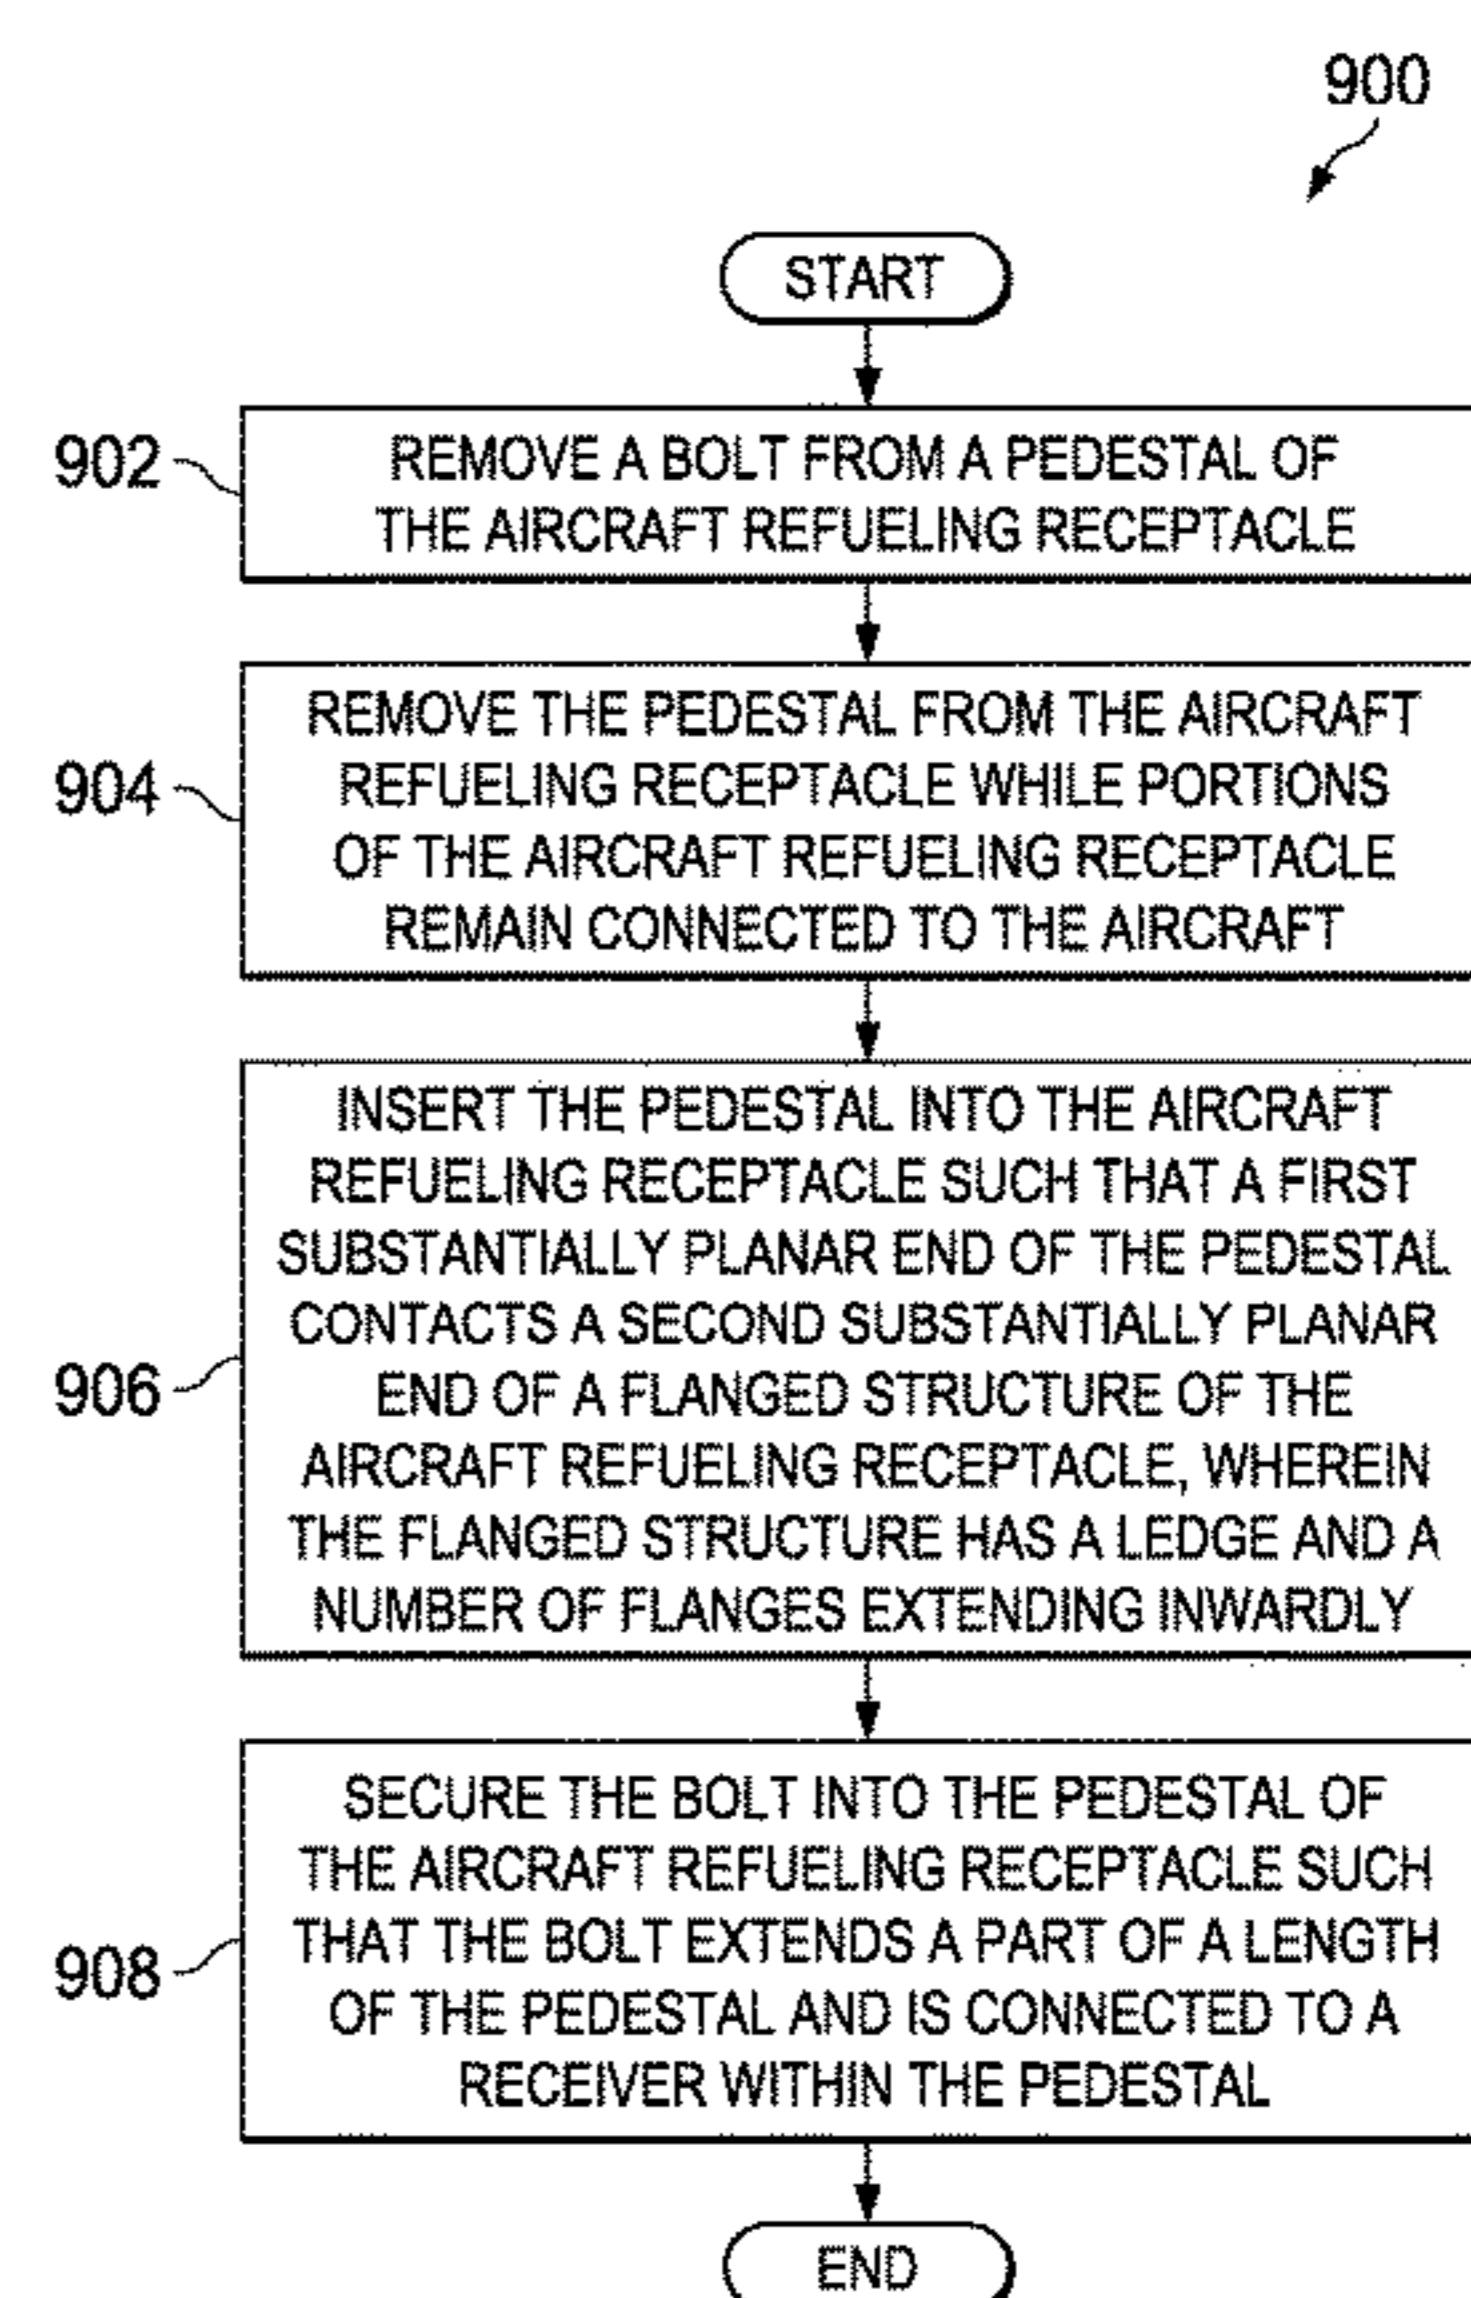 900
START
902
REMOVE A BOLT FROM A PEDESTAL OF
THE AIRCRAFT REFUELING RECEPTACLE
904
REMOVE THE PEDESTAL FROM THE AIRCRAFT
REFUELING RECEPTACLE WHILE PORTIONS
OF THE AIRCRAFT REFUELING RECEPTACLE
REMAIN CONNECTED TO THE AIRCRAFT
906
INSERT THE PEDESTAL INTO THE AIRCRAFT
REFUELING RECEPTACLE SUCH THAT A FIRST
SUBSTANTIALLY PLANAR END OF THE PEDESTAL
CONTACTS A SECOND SUBSTANTIALLY PLANAR
END OF A FLANGED STRUCTURE OF THE
AIRCRAFT REFUELING RECEPTACLE, WHEREIN
THE FLANGED STRUCTURE HAS A LEDGE AND A
NUMBER OF FLANGES EXTENDING INWARDLY
908
SECURE THE BOLT INTO THE PEDESTAL OF
THE AIRCRAFT REFUELING RECEPTACLE SUCH
THAT THE BOLT EXTENDS A PART OF A LENGTH
OF THE PEDESTAL AND IS CONNECTED TO A
RECEIVER WITHIN THE PEDESTAL
END